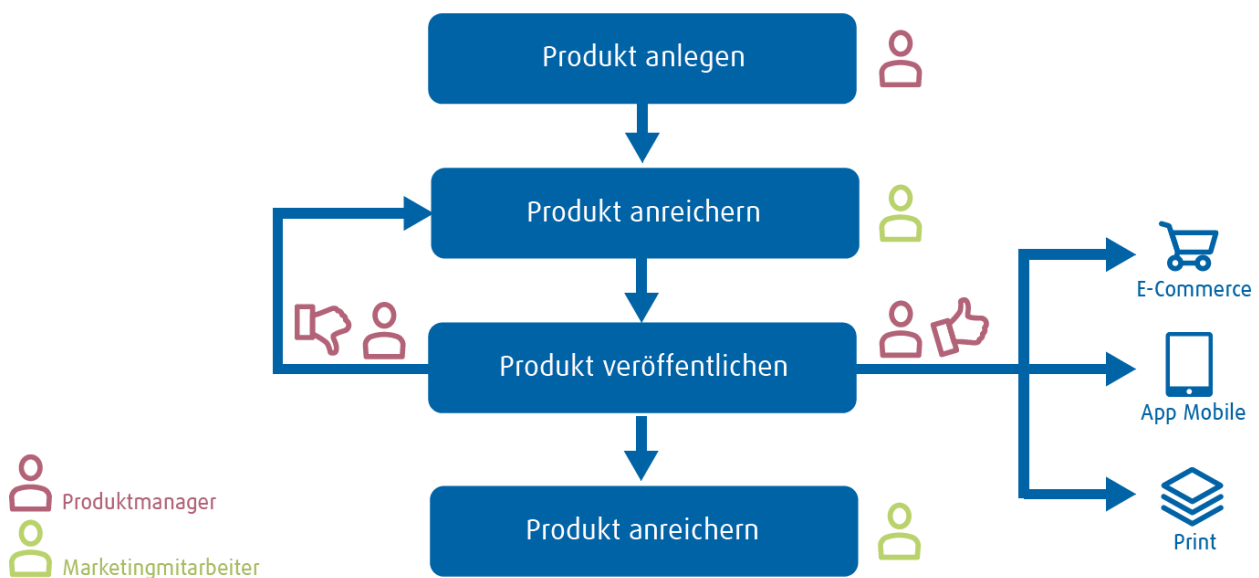 Produkt anlegen
Produkt anreichern
E-Commerce
Produkt veröffentlichen
App Mobile
Produkt anreichern
Print
Produktmanager
Marketingmitarbeiter